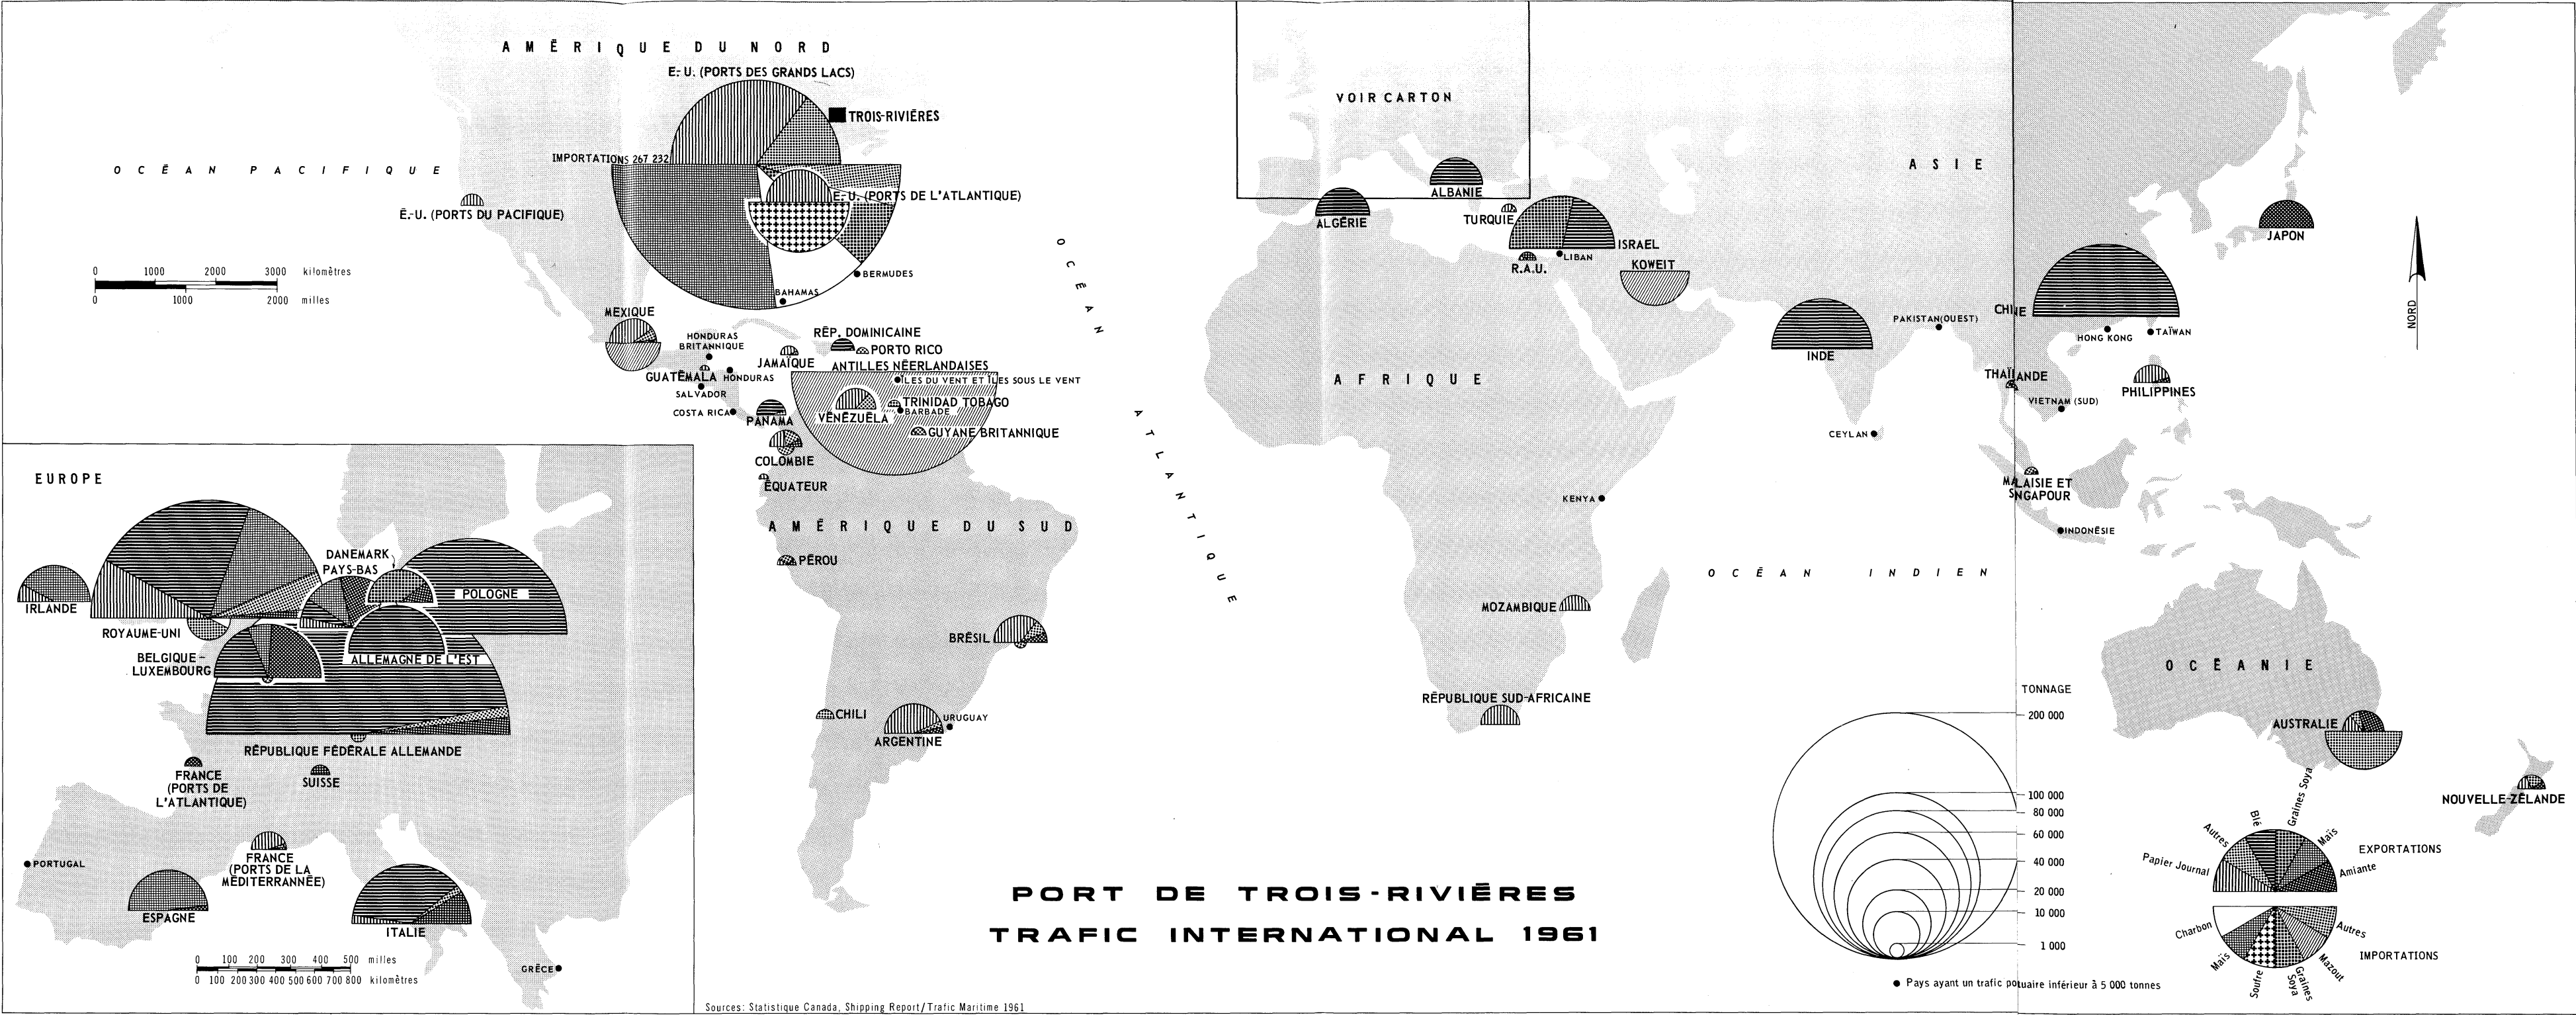 AMÉRIQUE DU NORD
E.-U. (PORTS DES GRANDS LACS)
TROIS-RIVIÈRES
IMPORTATIONS 267 232
OCÉAN PACIFIQUE
E.-U. (PORTS DE L'ATLANTIQUE)
É.-U. (PORTS DU PACIFIQUE)
0 1000 2000 3000 kilomètres
0 1000 2000 milles
BERMUDES
BAHAMAS
MEXIQUE
HONDURAS
BRITANNIQUE
JAMAÏQUE
RÉP. DOMINICAINE
PORTO RICO
ANTILLES NÉERLANDAISES
GUATÉMALA
HONDURAS
ÎLES DU VENT ET ÎLES SOUS LE VENT
SALVADOR
COSTA RICA
TRINIDAD TOBAGO
BARBADE
PANAMA
VÉNÉZUÉLA
GUYANE BRITANNIQUE
COLOMBIE
ÉQUATEUR
AMÉRIQUE DU SUD
PÉROU
BRÉSIL
CHILI
URUGUAY
ARGENTINE
OCÉAN ATLANTIQUE
VOIR CARTON
ASIE
ALBANIE
ALGÉRIE
TURQUIE
ISRAEL
LIBAN
R.A.U.
KOWEIT
JAPON
CHINE
PAKISTAN(OUEST)
HONG KONG
TAÏWAN
INDE
THAÏLANDE
PHILIPPINES
VIETNAM (SUD)
CEYLAN
AFRIQUE
KENYA
MALAISIE ET
SNGAPOUR
INDONÉSIE
OCÉAN INDIEN
MOZAMBIQUE
RÉPUBLIQUE SUD-AFRICAINE
OCÉANIE
AUSTRALIE
NOUVELLE-ZÉLANDE
NORD
EUROPE
IRLANDE
ROYAUME-UNI
DANEMARK
PAYS-BAS
POLOGNE
BELGIQUE-
LUXEMBOURG
ALLEMAGNE DE L'EST
RÉPUBLIQUE FÉDÉRALE ALLEMANDE
FRANCE
(PORTS DE
L'ATLANTIQUE)
SUISSE
FRANCE
(PORTS DE LA
MÉDITERRANNÉE)
PORTUGAL
ESPAGNE
ITALIE
GRÈCE
0 100 200 300 400 500 milles
0 100 200 300 400 500 600 700 800 kilomètres
PORT DE TROIS-RIVIÈRES
TRAFIC INTERNATIONAL 1961
TONNAGE
200 000
100 000
80 000
60 000
40 000
20 000
10 000
1 000
Papier Journal
Autres
Blé
Graines Soya
Maïs
Amiante
EXPORTATIONS
Charbon
Maïs
Soufre
Graines
Soya
Mazout
Autres
IMPORTATIONS
Pays ayant un trafic portuaire inférieur à 5 000 tonnes
Sources: Statistique Canada, Shipping Report/Trafic Maritime 1961